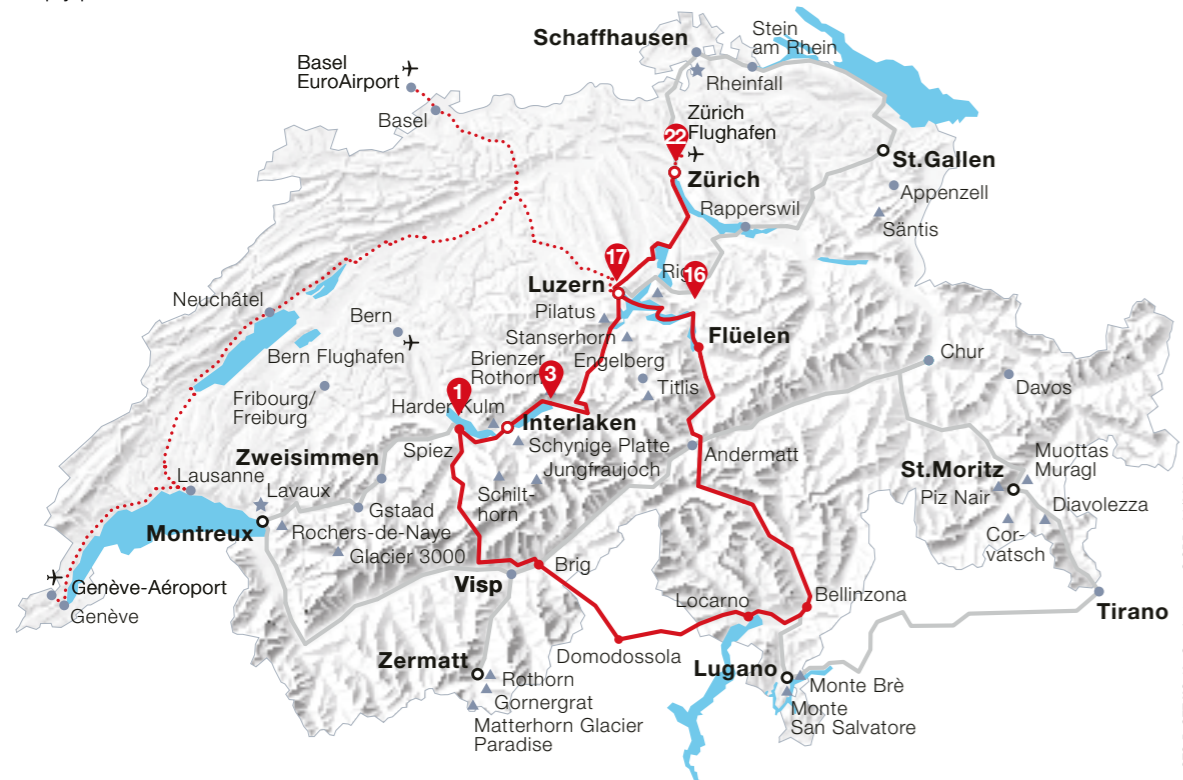 Schaffhausen
Stein
am Rhein
Basel
EuroAirport
Rheinfall
Basel
Zürich
Flughafen
22
Zürich
St.Gallen
Appenzell
Rapperswil
Säntis
17
Rigi
16
Luzern
Neuchâtel
Bern
Pilatus
Bern Flughafen
Stanserhorn
Flüelen
Brienzer
Rothorn
Engelberg
Chur
3
Titlis
Davos
1
Fribourg/
Freiburg
Harder Kulm
Interlaken
Spiez
Schynige Platte
Andermatt
Zweisimmen
Jungfraujoch
Muottas
Muragl
St.Moritz
Lausanne
Lavaux
Schilt-
horn
Piz Nair
Diavolezza
Gstaad
Montreux
Rochers-de-Naye
Cor-
vatsch
Glacier 3000
Brig
Visp
Genève-Aéroport
Genève
Locarno
Bellinzona
Tirano
Domodossola
Zermatt
Lugano
Rothorn
Monte Brè
Gornergrat
Monte
San Salvatore
Matterhorn Glacier
Paradise